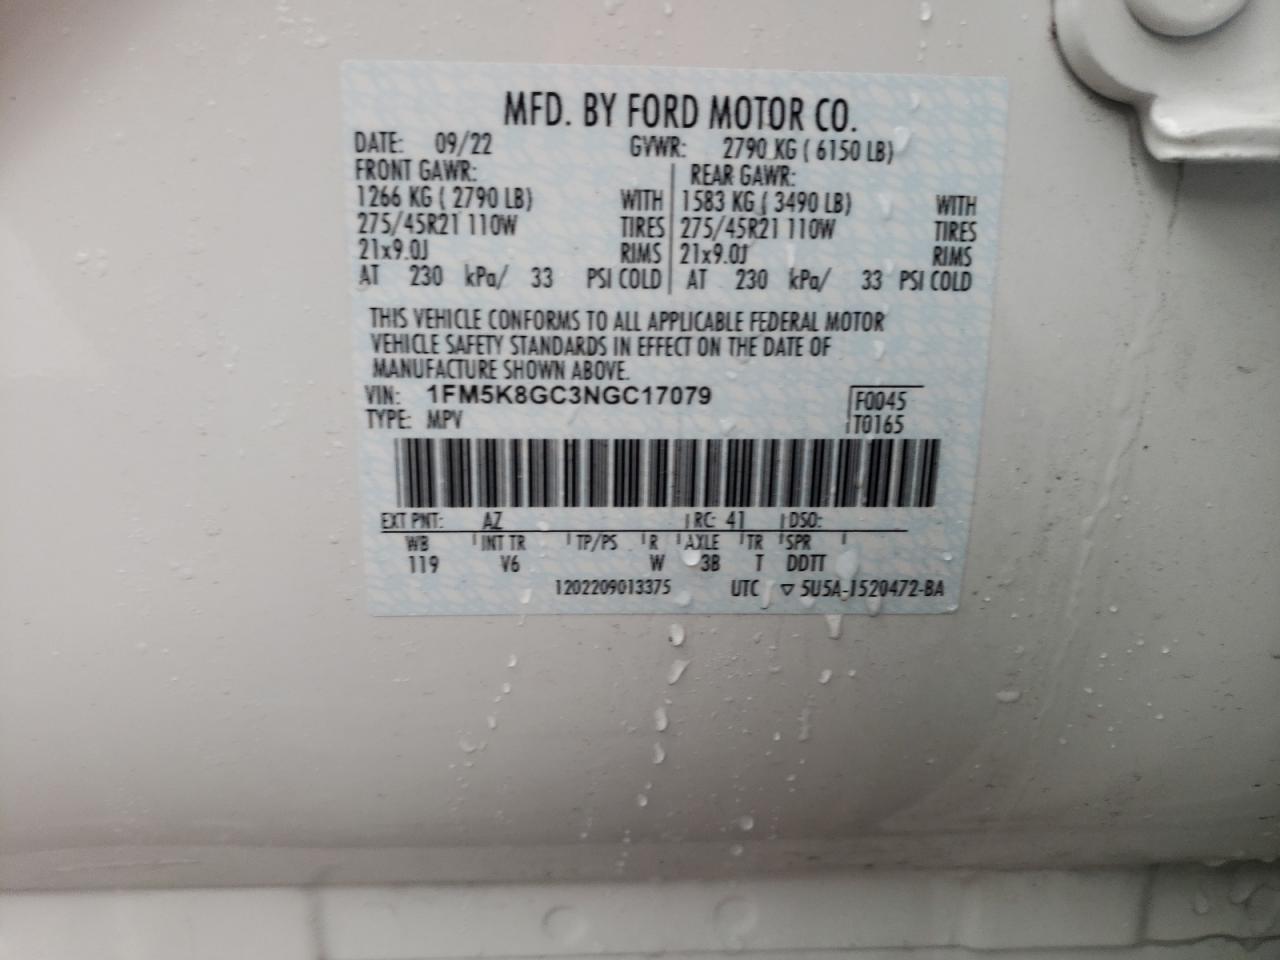 MFD. BY FORD MOTOR CO.
DATE: 09/22 GVWR: 2790 KG ( 6150 LB)
FRONT GAWR: REAR GAWR:
1266 KG ( 2790 LB) WITH 1583 KG ( 3490 LB) WITH
275/45R21 110W TIRES 275/45R21 110W TIRES
21x9.0J RIMS 21x9.0J RIMS
AT 230 kPa/ 33 PSI COLD AT 230 kPa/ 33 PSI COLD
THIS VEHICLE CONFORMS TO ALL APPLICABLE FEDERAL MOTOR
VEHICLE SAFETY STANDARDS IN EFFECT ON THE DATE OF
MANUFACTURE SHOWN ABOVE.
VIN: 1FM5K8GC3NGC17079 F0045
TYPE: MPV T0165
EXT PNT: AZ RC: 41 DSO:
WB INT TR TP/PS R AXLE TR SPR
119 V6 W 3B T DDTT
1202209013375 UTC ▽ 5U5A-1520472-BA